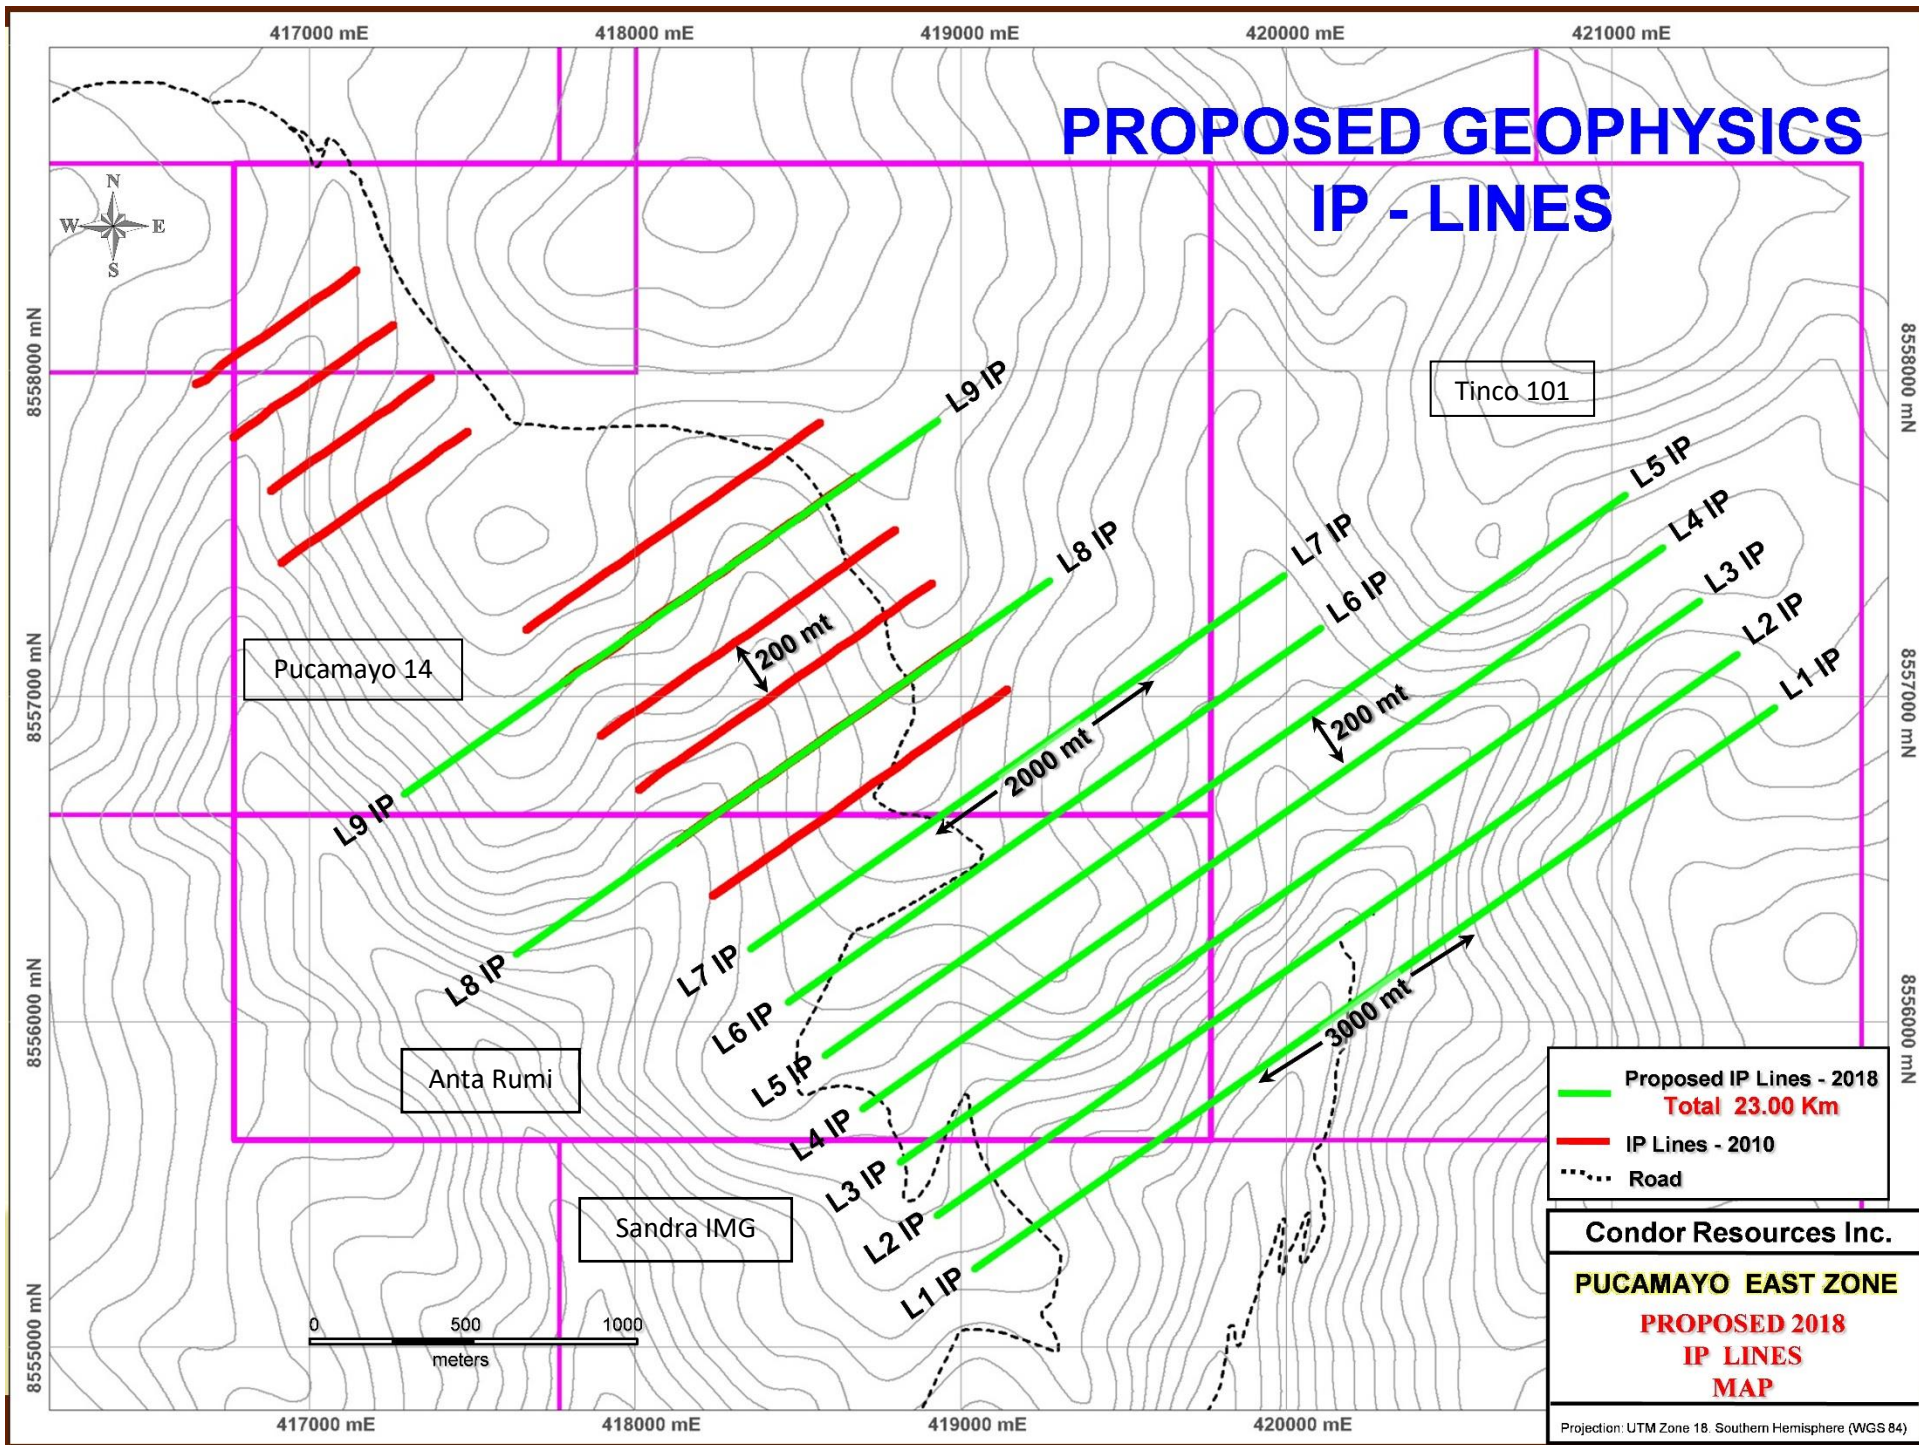 417000 mE
418000 mE
419000 mE
420000 mE
421000 mE
PROPOSED GEOPHYSICS
IP - LINES
N
W
E
S
8558000 mN
8558000 mN
Tinco 101
L9 IP
L5 IP
L4 IP
L8 IP
L7 IP
L3 IP
L6 IP
L2 IP
L1 IP
200 mt
Pucamayo 14
8557000 mN
8557000 mN
200 mt
2000 mt
L9 IP
L8 IP
L7 IP
L6 IP
3000 mt
8556000 mN
8556000 mN
Anta Rumi
L5 IP
L4 IP
L3 IP
L2 IP
L1 IP
Sandra IMG
Proposed IP Lines - 2018
Total 23.00 Km
IP Lines - 2010
Road
Condor Resources Inc.
PUCAMAYO EAST ZONE
PROPOSED 2018
IP LINES
MAP
Projection: UTM Zone 18. Southern Hemisphere (WGS 84)
0 500 1000
meters
8555000 mN
417000 mE
418000 mE
419000 mE
420000 mE